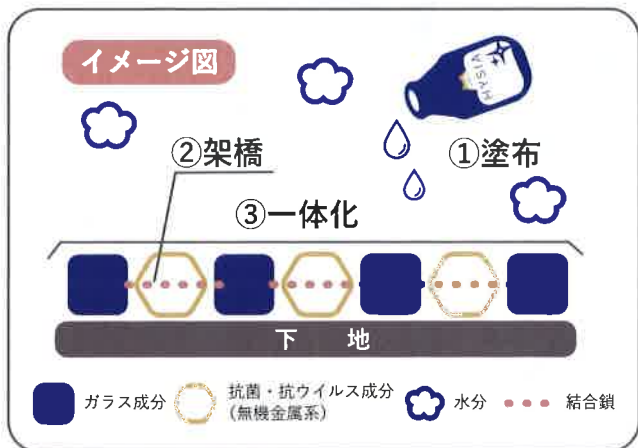 イメージ図
HYSIA
①塗布
②架橋
③一体化
下 地
ガラス成分
抗菌・抗ウイルス成分
(無機金属系)
水分
結合鎖